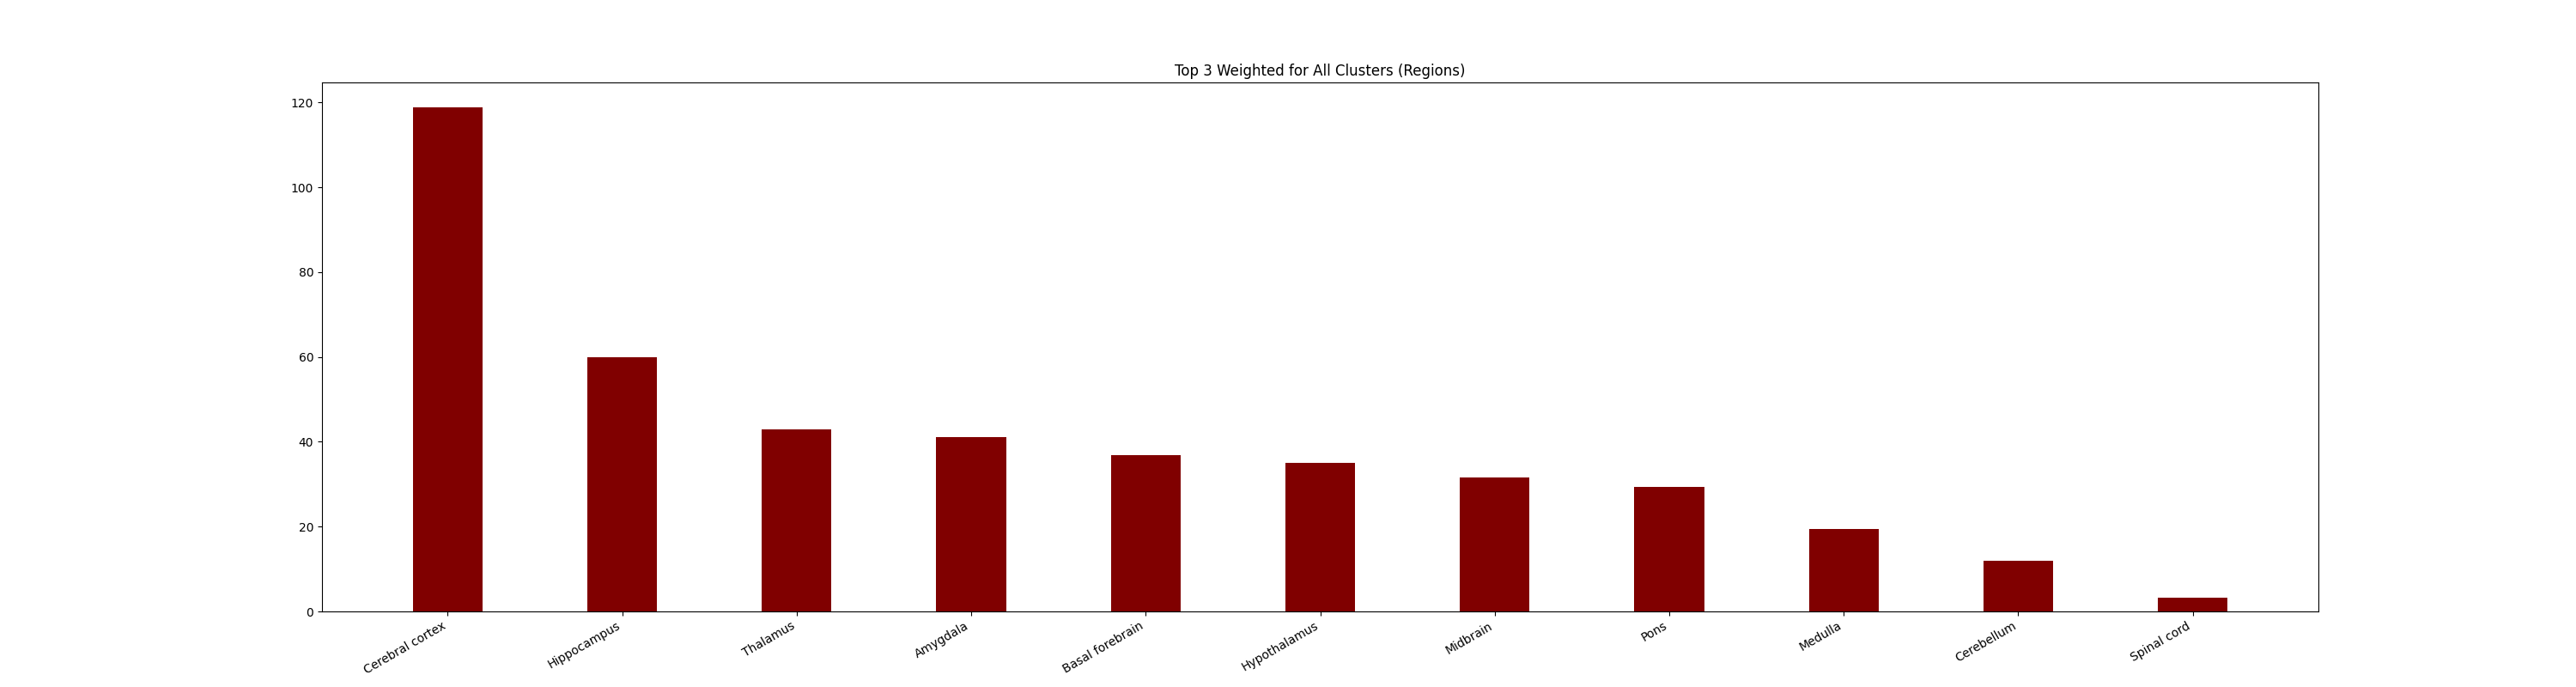 Top 3 Weighted for All Clusters (Regions)
120
100
80
60
40
20
0
Cerebral cortex
Hippocampus
Thalamus
Amygdala
Basal forebrain
Hypothalamus
Midbrain
Pons
Medulla
Cerebellum
Spinal cord